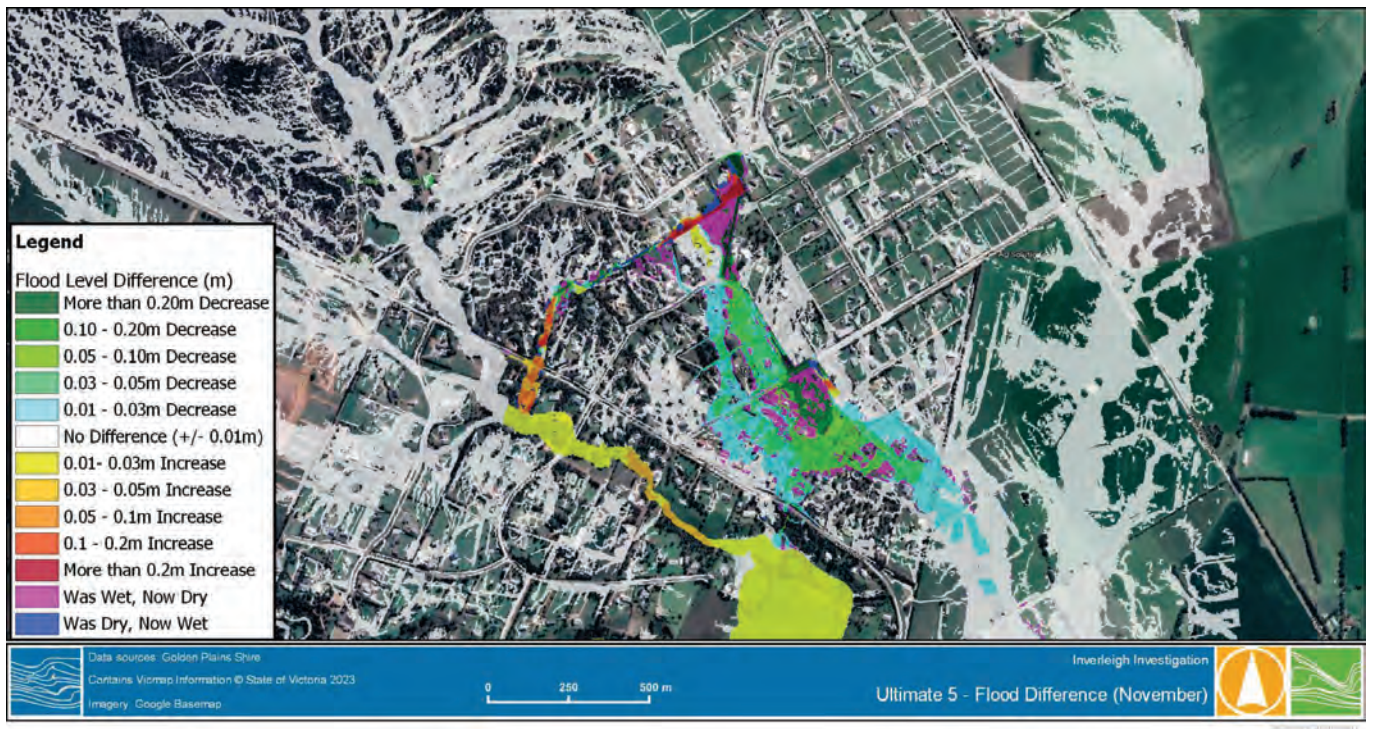 Legend
Flood Level Difference (m)
More than 0.20m Decrease
0.10 - 0.20m Decrease
0.05 - 0.10m Decrease
0.03 - 0.05m Decrease
0.01 - 0.03m Decrease
No Difference (+/- 0.01m)
0.01- 0.03m Increase
0.03 - 0.05m Increase
0.05 - 0.1m Increase
0.1 - 0.2m Increase
More than 0.2m Increase
Was Wet, Now Dry
Was Dry, Now Wet
Data sources: Golden Plains Shire
Contains Vicmap Information © State of Victoria 2023
Imagery: Google Basemap
0 250 500 m
Inverleigh Investigation
Ultimate 5 - Flood Difference (November)